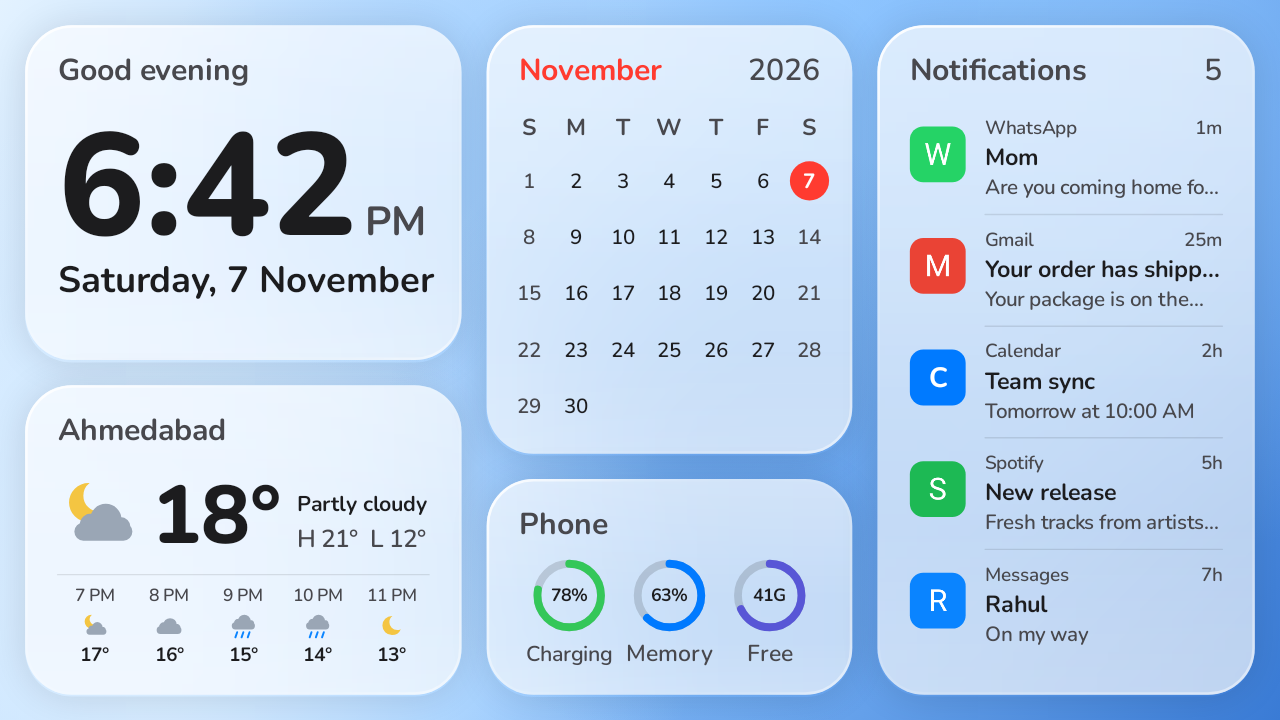 Good evening
6:42 PM
Saturday, 7 November
Ahmedabad
18°
Partly cloudy
H 21° L 12°
7 PM 8 PM 9 PM 10 PM 11 PM
17° 16° 15° 14° 13°
November 2026
S M T W T F S
1 2 3 4 5 6 7
8 9 10 11 12 13 14
15 16 17 18 19 20 21
22 23 24 25 26 27 28
29 30
Phone
78% 63% 41G
Charging Memory Free
Notifications 5
W
WhatsApp 1m
Mom
Are you coming home fo...
M
Gmail 25m
Your order has shipp...
Your package is on the...
C
Calendar 2h
Team sync
Tomorrow at 10:00 AM
S
Spotify 5h
New release
Fresh tracks from artists...
R
Messages 7h
Rahul
On my way